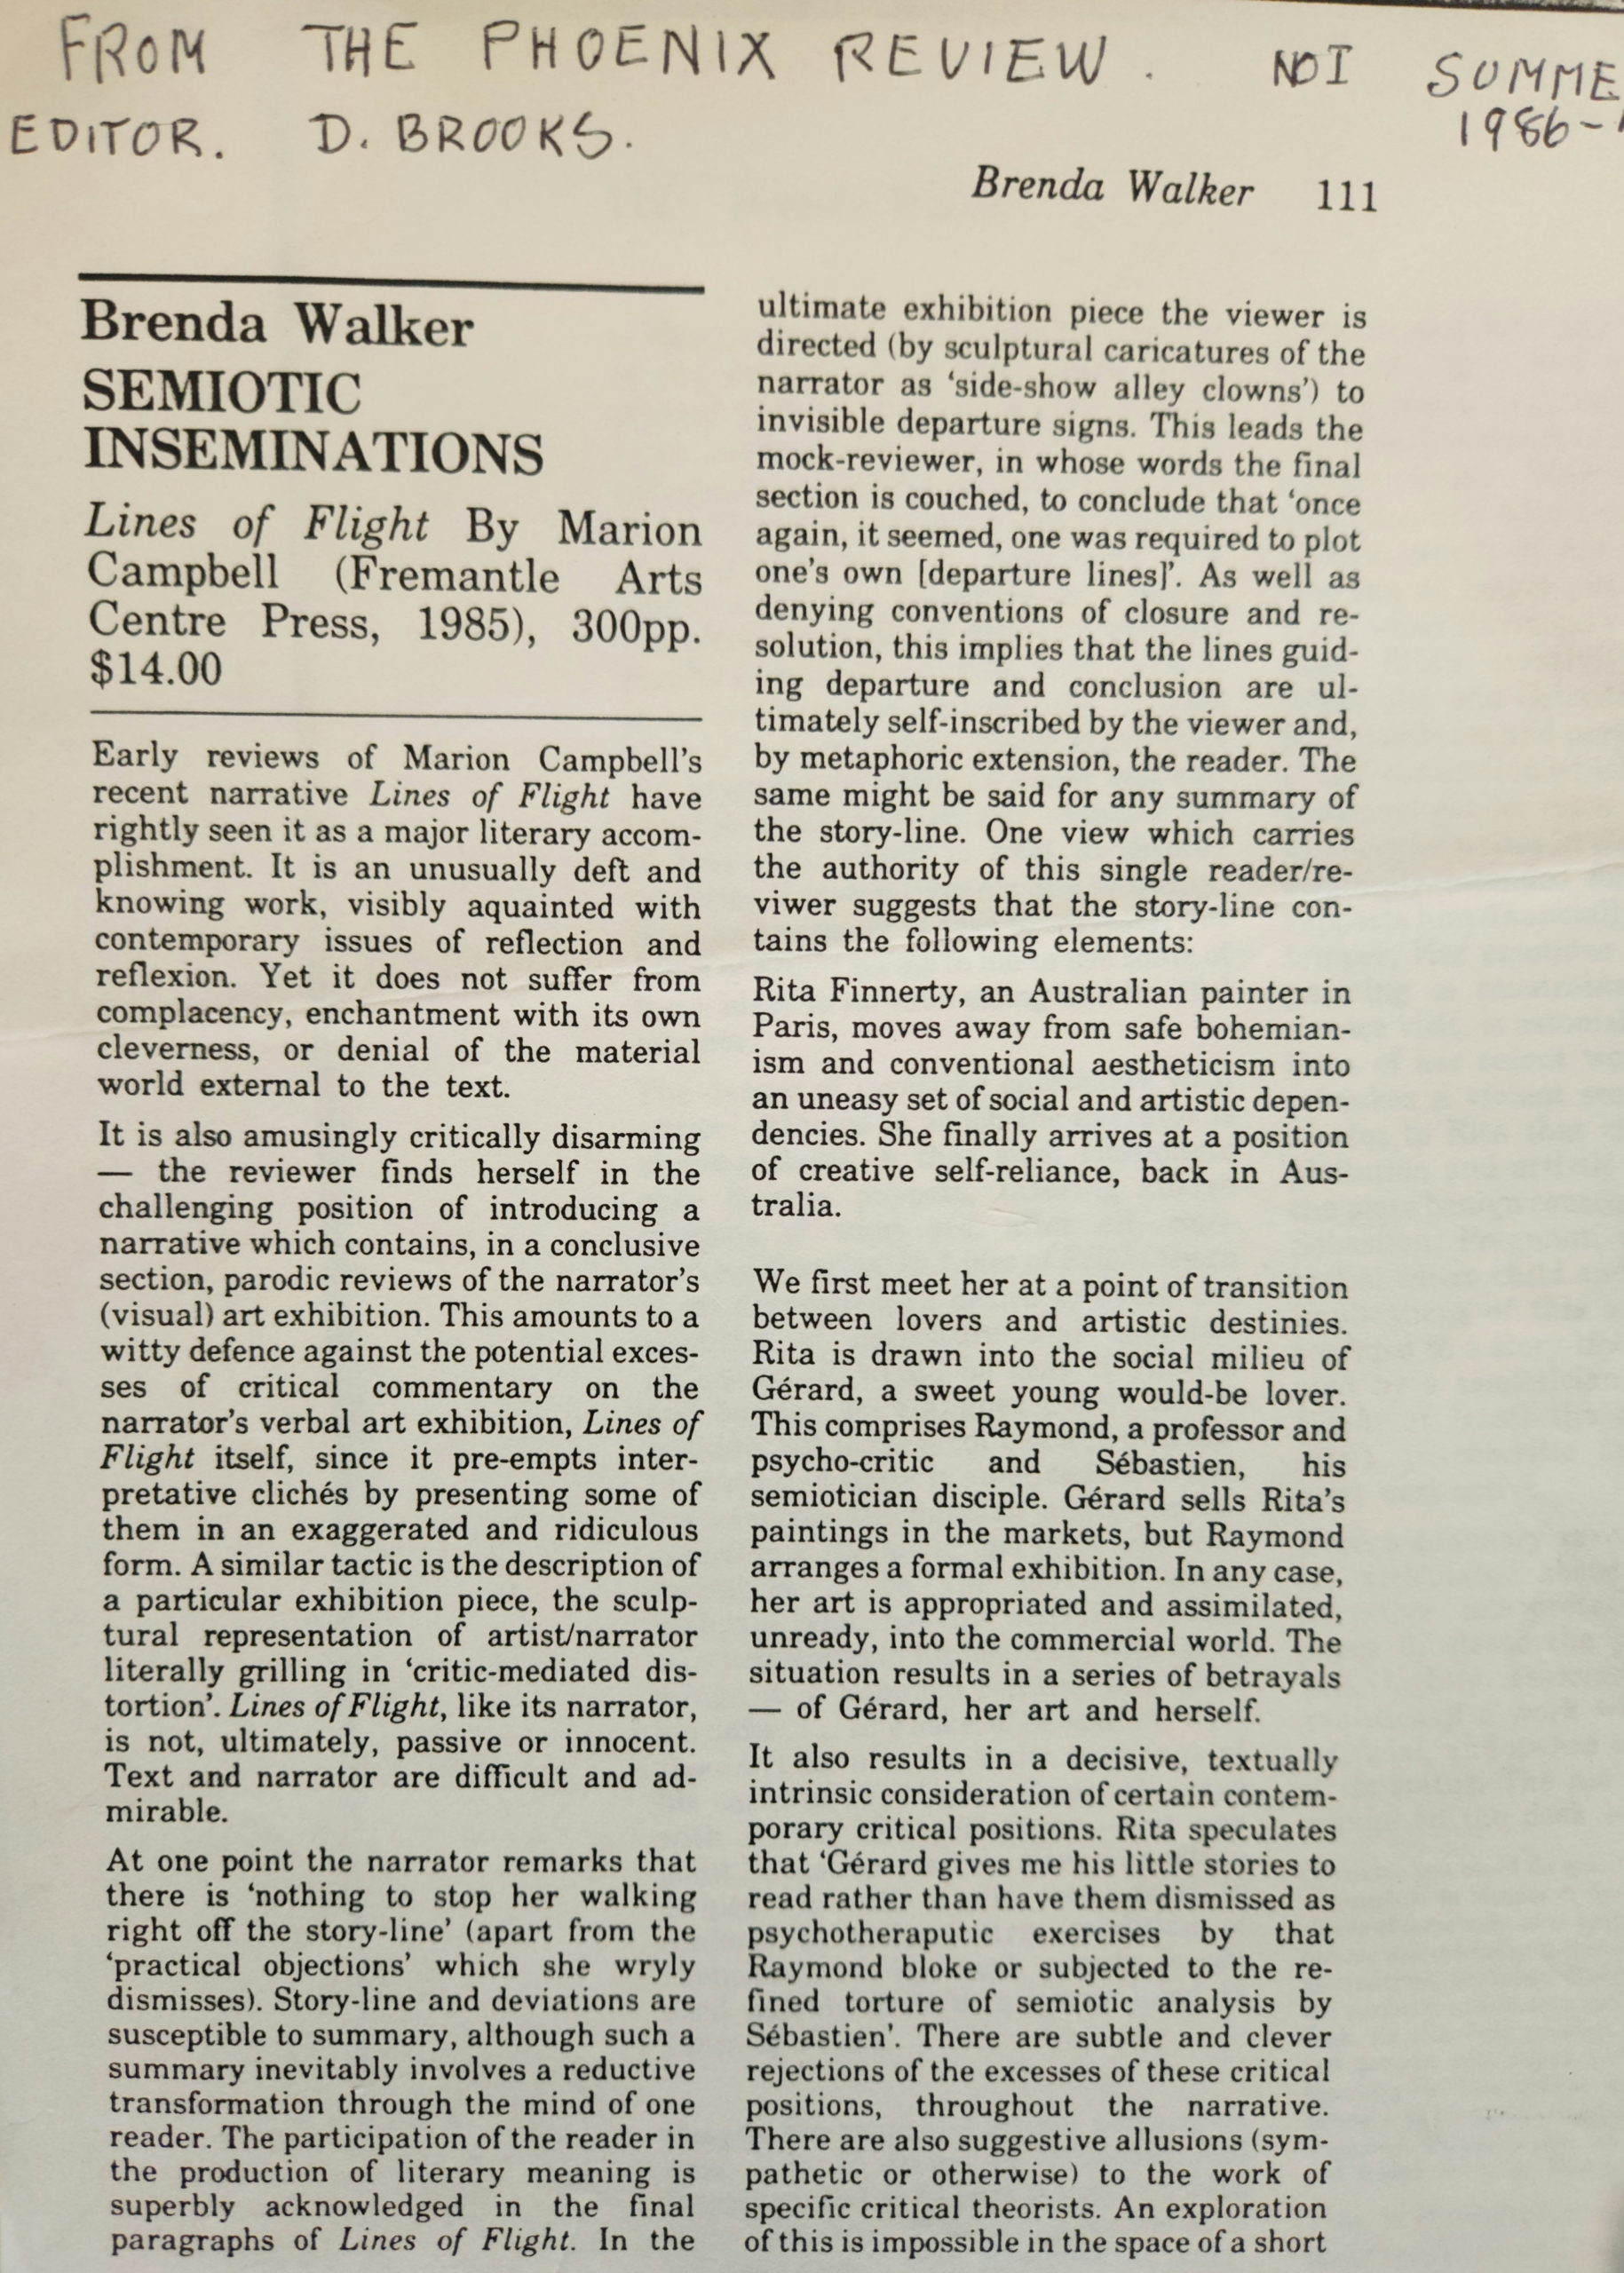 FROM THE PHOENIX REVIEW. NO1 SUMME
EDITOR. D. BROOKS. 1986-
Brenda Walker 111
Brenda Walker
SEMIOTIC
INSEMINATIONS
Lines of Flight By Marion
Campbell (Fremantle Arts
Centre Press, 1985), 300pp.
$14.00
Early reviews of Marion Campbell's
recent narrative Lines of Flight have
rightly seen it as a major literary accom-
plishment. It is an unusually deft and
knowing work, visibly aquainted with
contemporary issues of reflection and
reflexion. Yet it does not suffer from
complacency, enchantment with its own
cleverness, or denial of the material
world external to the text.
It is also amusingly critically disarming
— the reviewer finds herself in the
challenging position of introducing a
narrative which contains, in a conclusive
section, parodic reviews of the narrator's
(visual) art exhibition. This amounts to a
witty defence against the potential exces-
ses of critical commentary on the
narrator's verbal art exhibition, Lines of
Flight itself, since it pre-empts inter-
pretative clichés by presenting some of
them in an exaggerated and ridiculous
form. A similar tactic is the description of
a particular exhibition piece, the sculp-
tural representation of artist/narrator
literally grilling in 'critic-mediated dis-
tortion'. Lines of Flight, like its narrator,
is not, ultimately, passive or innocent.
Text and narrator are difficult and ad-
mirable.
At one point the narrator remarks that
there is 'nothing to stop her walking
right off the story-line' (apart from the
'practical objections' which she wryly
dismisses). Story-line and deviations are
susceptible to summary, although such a
summary inevitably involves a reductive
transformation through the mind of one
reader. The participation of the reader in
the production of literary meaning is
superbly acknowledged in the final
paragraphs of Lines of Flight. In the
ultimate exhibition piece the viewer is
directed (by sculptural caricatures of the
narrator as 'side-show alley clowns') to
invisible departure signs. This leads the
mock-reviewer, in whose words the final
section is couched, to conclude that 'once
again, it seemed, one was required to plot
one's own [departure lines]'. As well as
denying conventions of closure and re-
solution, this implies that the lines guid-
ing departure and conclusion are ul-
timately self-inscribed by the viewer and,
by metaphoric extension, the reader. The
same might be said for any summary of
the story-line. One view which carries
the authority of this single reader/re-
viwer suggests that the story-line con-
tains the following elements:
Rita Finnerty, an Australian painter in
Paris, moves away from safe bohemian-
ism and conventional aestheticism into
an uneasy set of social and artistic depen-
dencies. She finally arrives at a position
of creative self-reliance, back in Aus-
tralia.
We first meet her at a point of transition
between lovers and artistic destinies.
Rita is drawn into the social milieu of
Gérard, a sweet young would-be lover.
This comprises Raymond, a professor and
psycho-critic and Sébastien, his
semiotician disciple. Gérard sells Rita's
paintings in the markets, but Raymond
arranges a formal exhibition. In any case,
her art is appropriated and assimilated,
unready, into the commercial world. The
situation results in a series of betrayals
— of Gérard, her art and herself.
It also results in a decisive, textually
intrinsic consideration of certain contem-
porary critical positions. Rita speculates
that 'Gérard gives me his little stories to
read rather than have them dismissed as
psychotheraputic exercises by that
Raymond bloke or subjected to the re-
fined torture of semiotic analysis by
Sébastien'. There are subtle and clever
rejections of the excesses of these critical
positions, throughout the narrative.
There are also suggestive allusions (sym-
pathetic or otherwise) to the work of
specific critical theorists. An exploration
of this is impossible in the space of a short